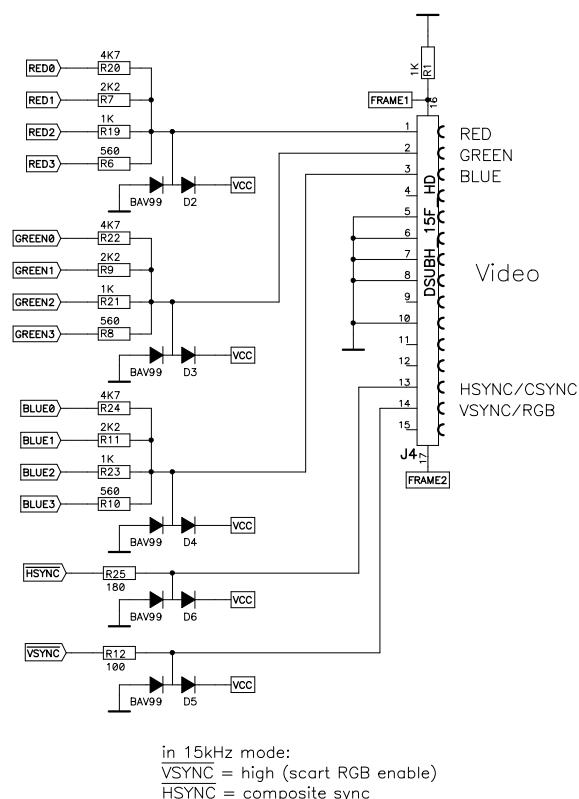 1K
R1
FRAME1
16
4K7
RED0 R20
2K2
RED1 R7
1K
RED2 R19
560
RED3 R6
BAV99 D2 VCC
4K7
GREEN0 R22
2K2
GREEN1 R9
1K
GREEN2 R21
560
GREEN3 R8
BAV99 D3 VCC
4K7
BLUE0 R24
2K2
BLUE1 R11
1K
BLUE2 R23
560
BLUE3 R10
BAV99 D4 VCC
HSYNC R25
180
BAV99 D6 VCC
VSYNC R12
100
BAV99 D5 VCC
1 RED
2 GREEN
3 BLUE
4
5
6
7
8
9
10
11
12
13 HSYNC/CSYNC
14 VSYNC/RGB
15
DSUBH 15F HD
Video
J4
17
FRAME2
in 15kHz mode:
VSYNC = high (scart RGB enable)
HSYNC = composite sync